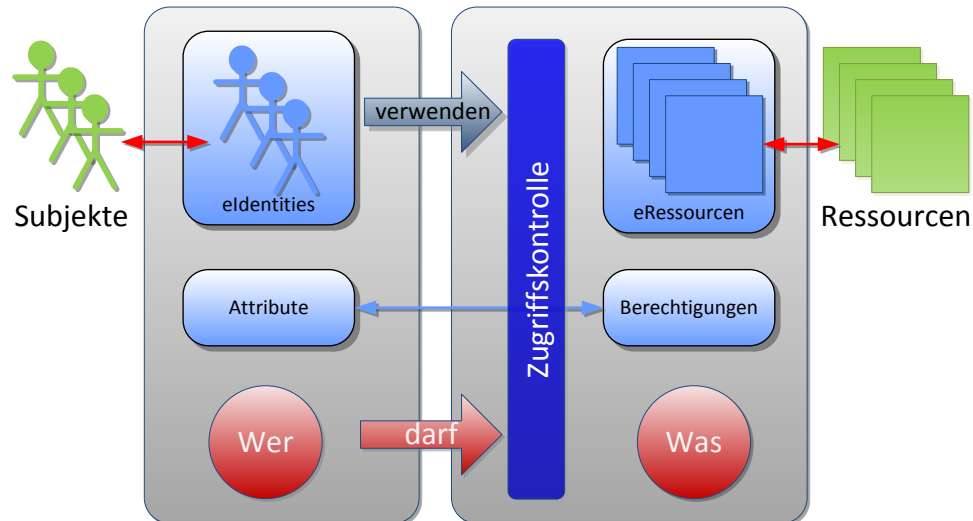 verwenden
eIdentities
Subjekte
eRessourcen
Ressourcen
Zugriffskontrolle
Attribute
Berechtigungen
Wer
darf
Was